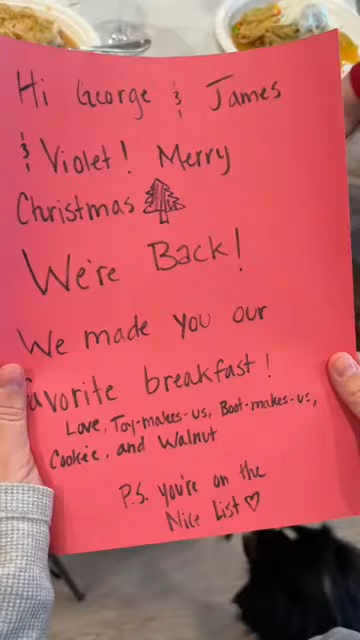 Hi George & James
& Violet! Merry
Christmas
We're Back!
We made you our
favorite breakfast!
Love, Toy-makes-us, Boot-makes-us,
Cookie, and Walnut
P.S. you're on the
Nice List♡